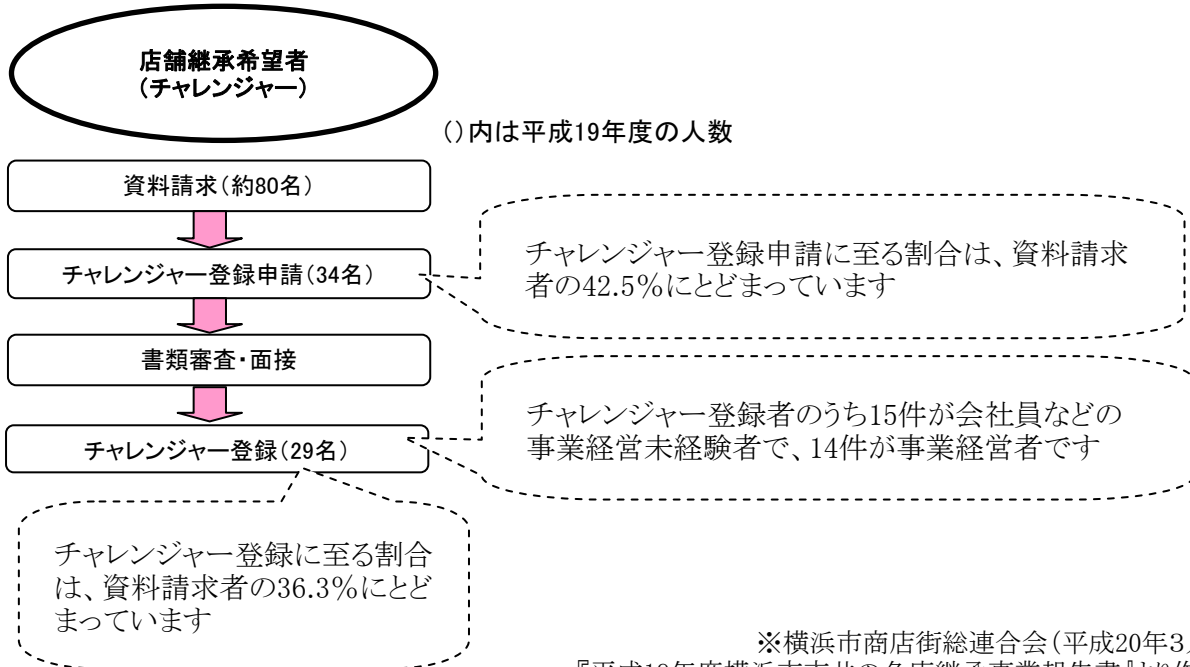 店舗継承希望者
(チャレンジャー)
()内は平成19年度の人数
資料請求(約80名)
チャレンジャー登録申請(34名)
チャレンジャー登録申請に至る割合は、資料請求
者の42.5%にとどまっています
書類審査・面接
チャレンジャー登録(29名)
チャレンジャー登録者のうち15件が会社員などの
事業経営未経験者で、14件が事業経営者です
チャレンジャー登録に至る割合
は、資料請求者の36.3%にとど
まっています
※横浜市商店街総連合会(平成20年3